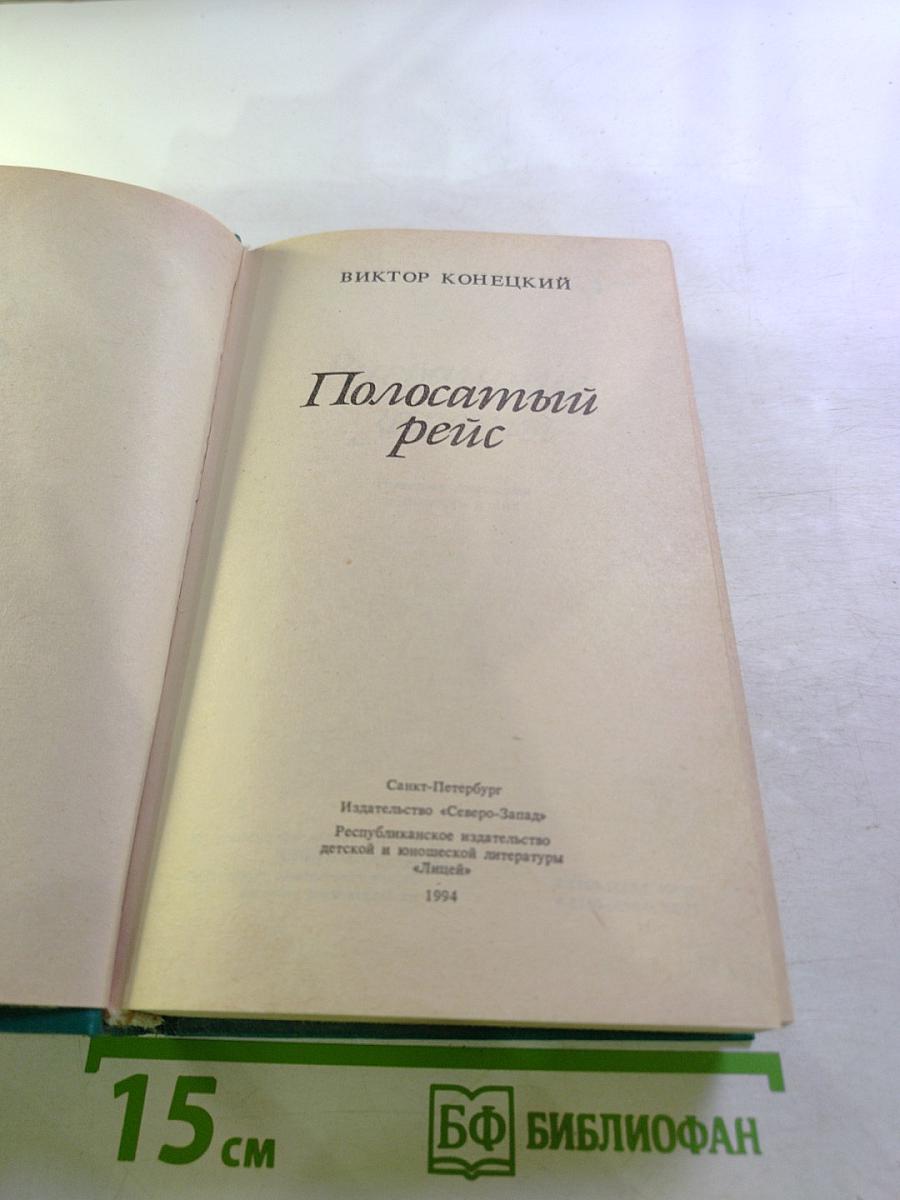 ВИКТОР КОНЕЦКИЙ
Полосатый
рейс
Санкт-Петербург
Издательство «Северо-Запад»
Республиканское издательство
детской и юношеской литературы
«Лицей»
1994
15 см
БФ БИБЛИОФАН